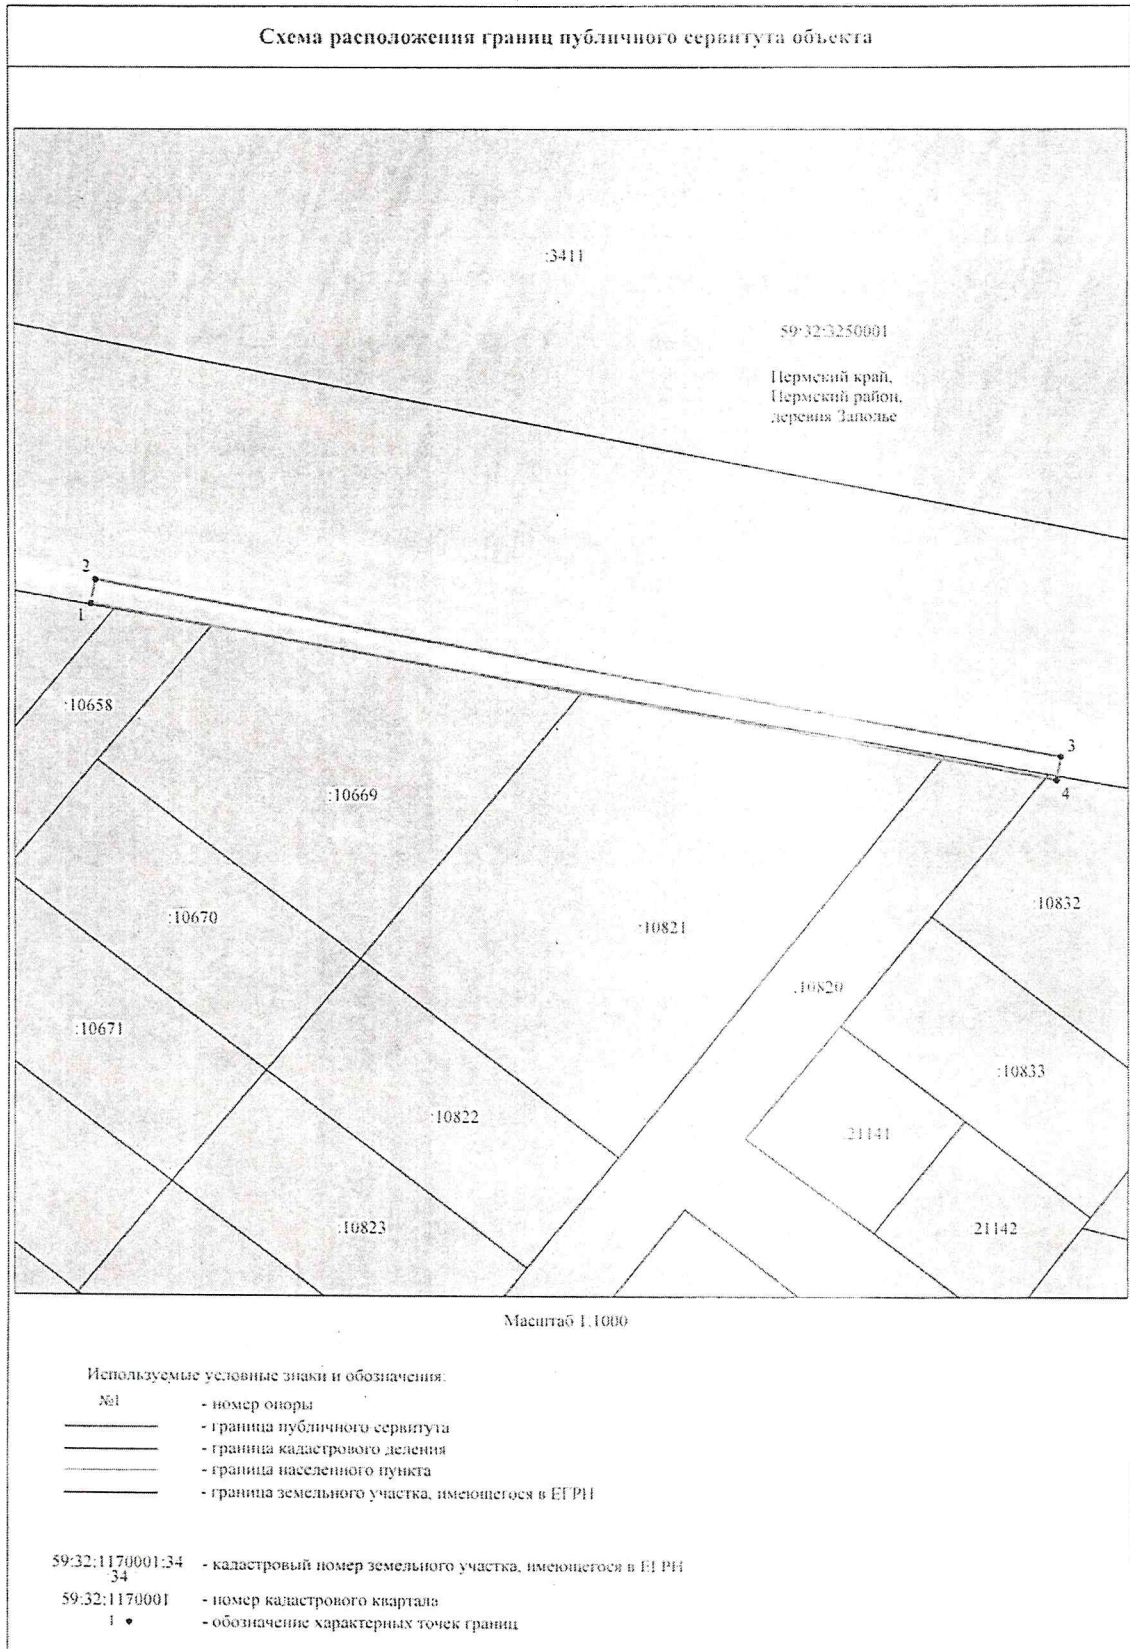 Схема расположения границ публичного сервитута объекта
:3411
59:32:3250001
Пермский край,
Пермский район,
деревня Заполье
2
1
3
4
:10658
:10669
:10670
:10821
:10832
:10820
:10671
:10833
:10822
:21141
:10823
21142
Масштаб 1:1000
Используемые условные знаки и обозначения:
№1 - номер опоры
- граница публичного сервитута
- граница кадастрового деления
- граница населенного пункта
- граница земельного участка, имеющегося в ЕГРН
59:32:1170001:34 - кадастровый номер земельного участка, имеющегося в ЕГРН
:34
59:32:1170001 - номер кадастрового квартала
1 • - обозначение характерных точек границ